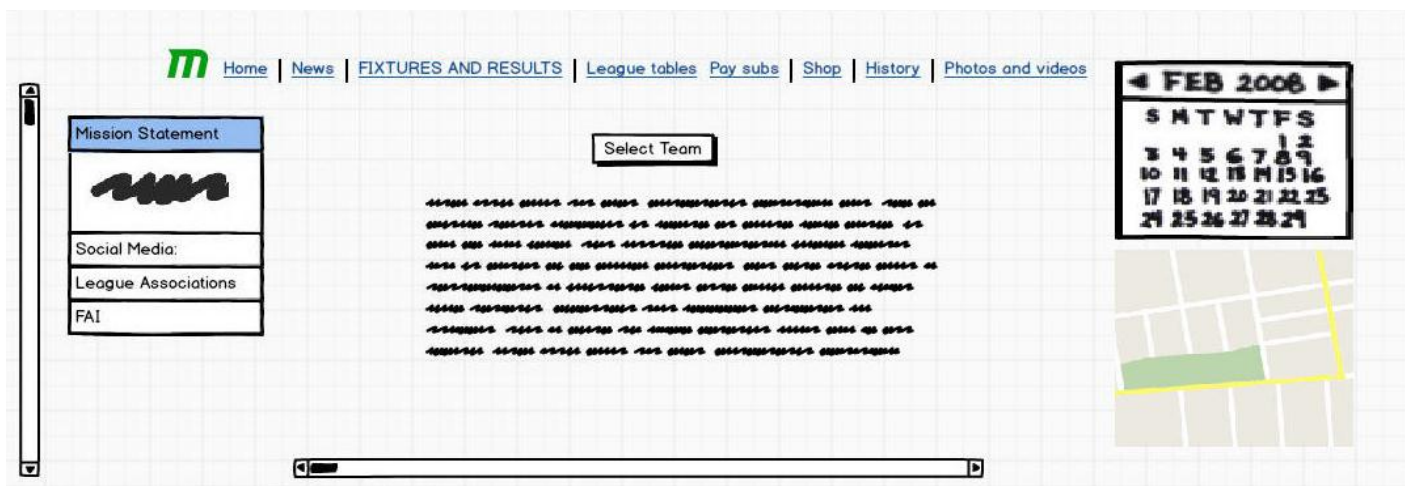 m Home | News | FIXTURES AND RESULTS | League tables Pay subs | Shop | History | Photos and videos
Mission Statement
Social Media:
League Associations
FAI
Select Team
FEB 2008
S M T W T F S
1 2
3 4 5 6 7 8 9
10 11 12 13 14 15 16
17 18 19 20 21 22 23
24 25 26 27 28 29